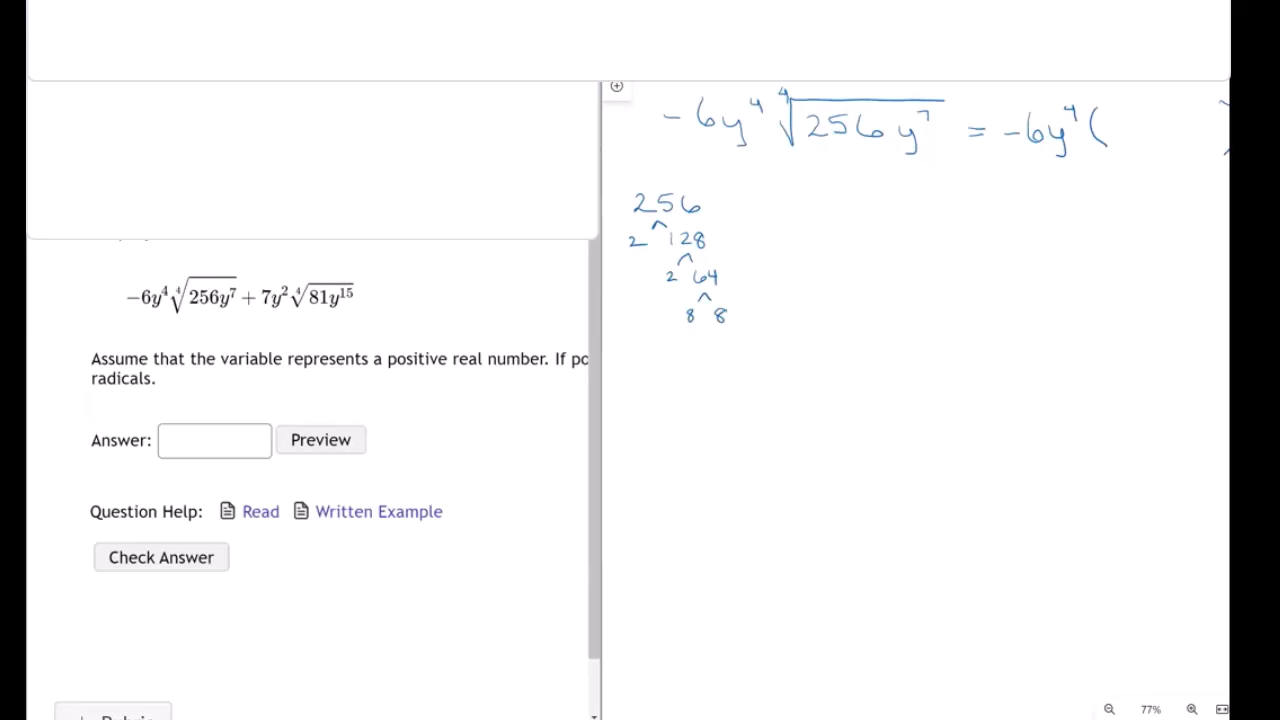 -6y⁴ ∜(256y⁷) = -6y⁴(
256
2 128
2 64
8 8
−6y⁴ ∜(256y⁷) + 7y² ∜(81y¹⁵)
Assume that the variable represents a positive real number. If po
radicals.
Answer: Preview
Question Help: Read Written Example
Check Answer
77%